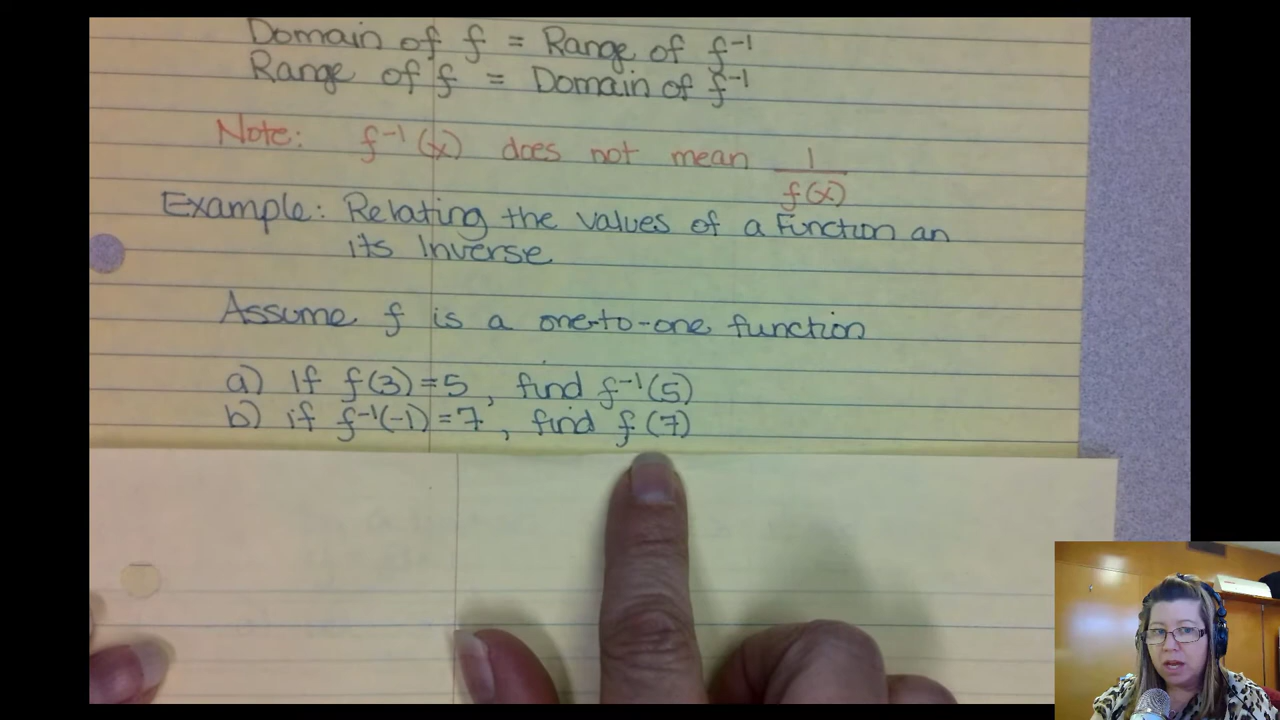 Domain of f = Range of f⁻¹
Range of f = Domain of f⁻¹
Note: f⁻¹(x) does not mean 1/f(x)
Example: Relating the values of a Function an
its Inverse
Assume f is a one-to-one function
a) If f(3)=5, find f⁻¹(5)
b) if f⁻¹(-1)=7, find f(7)